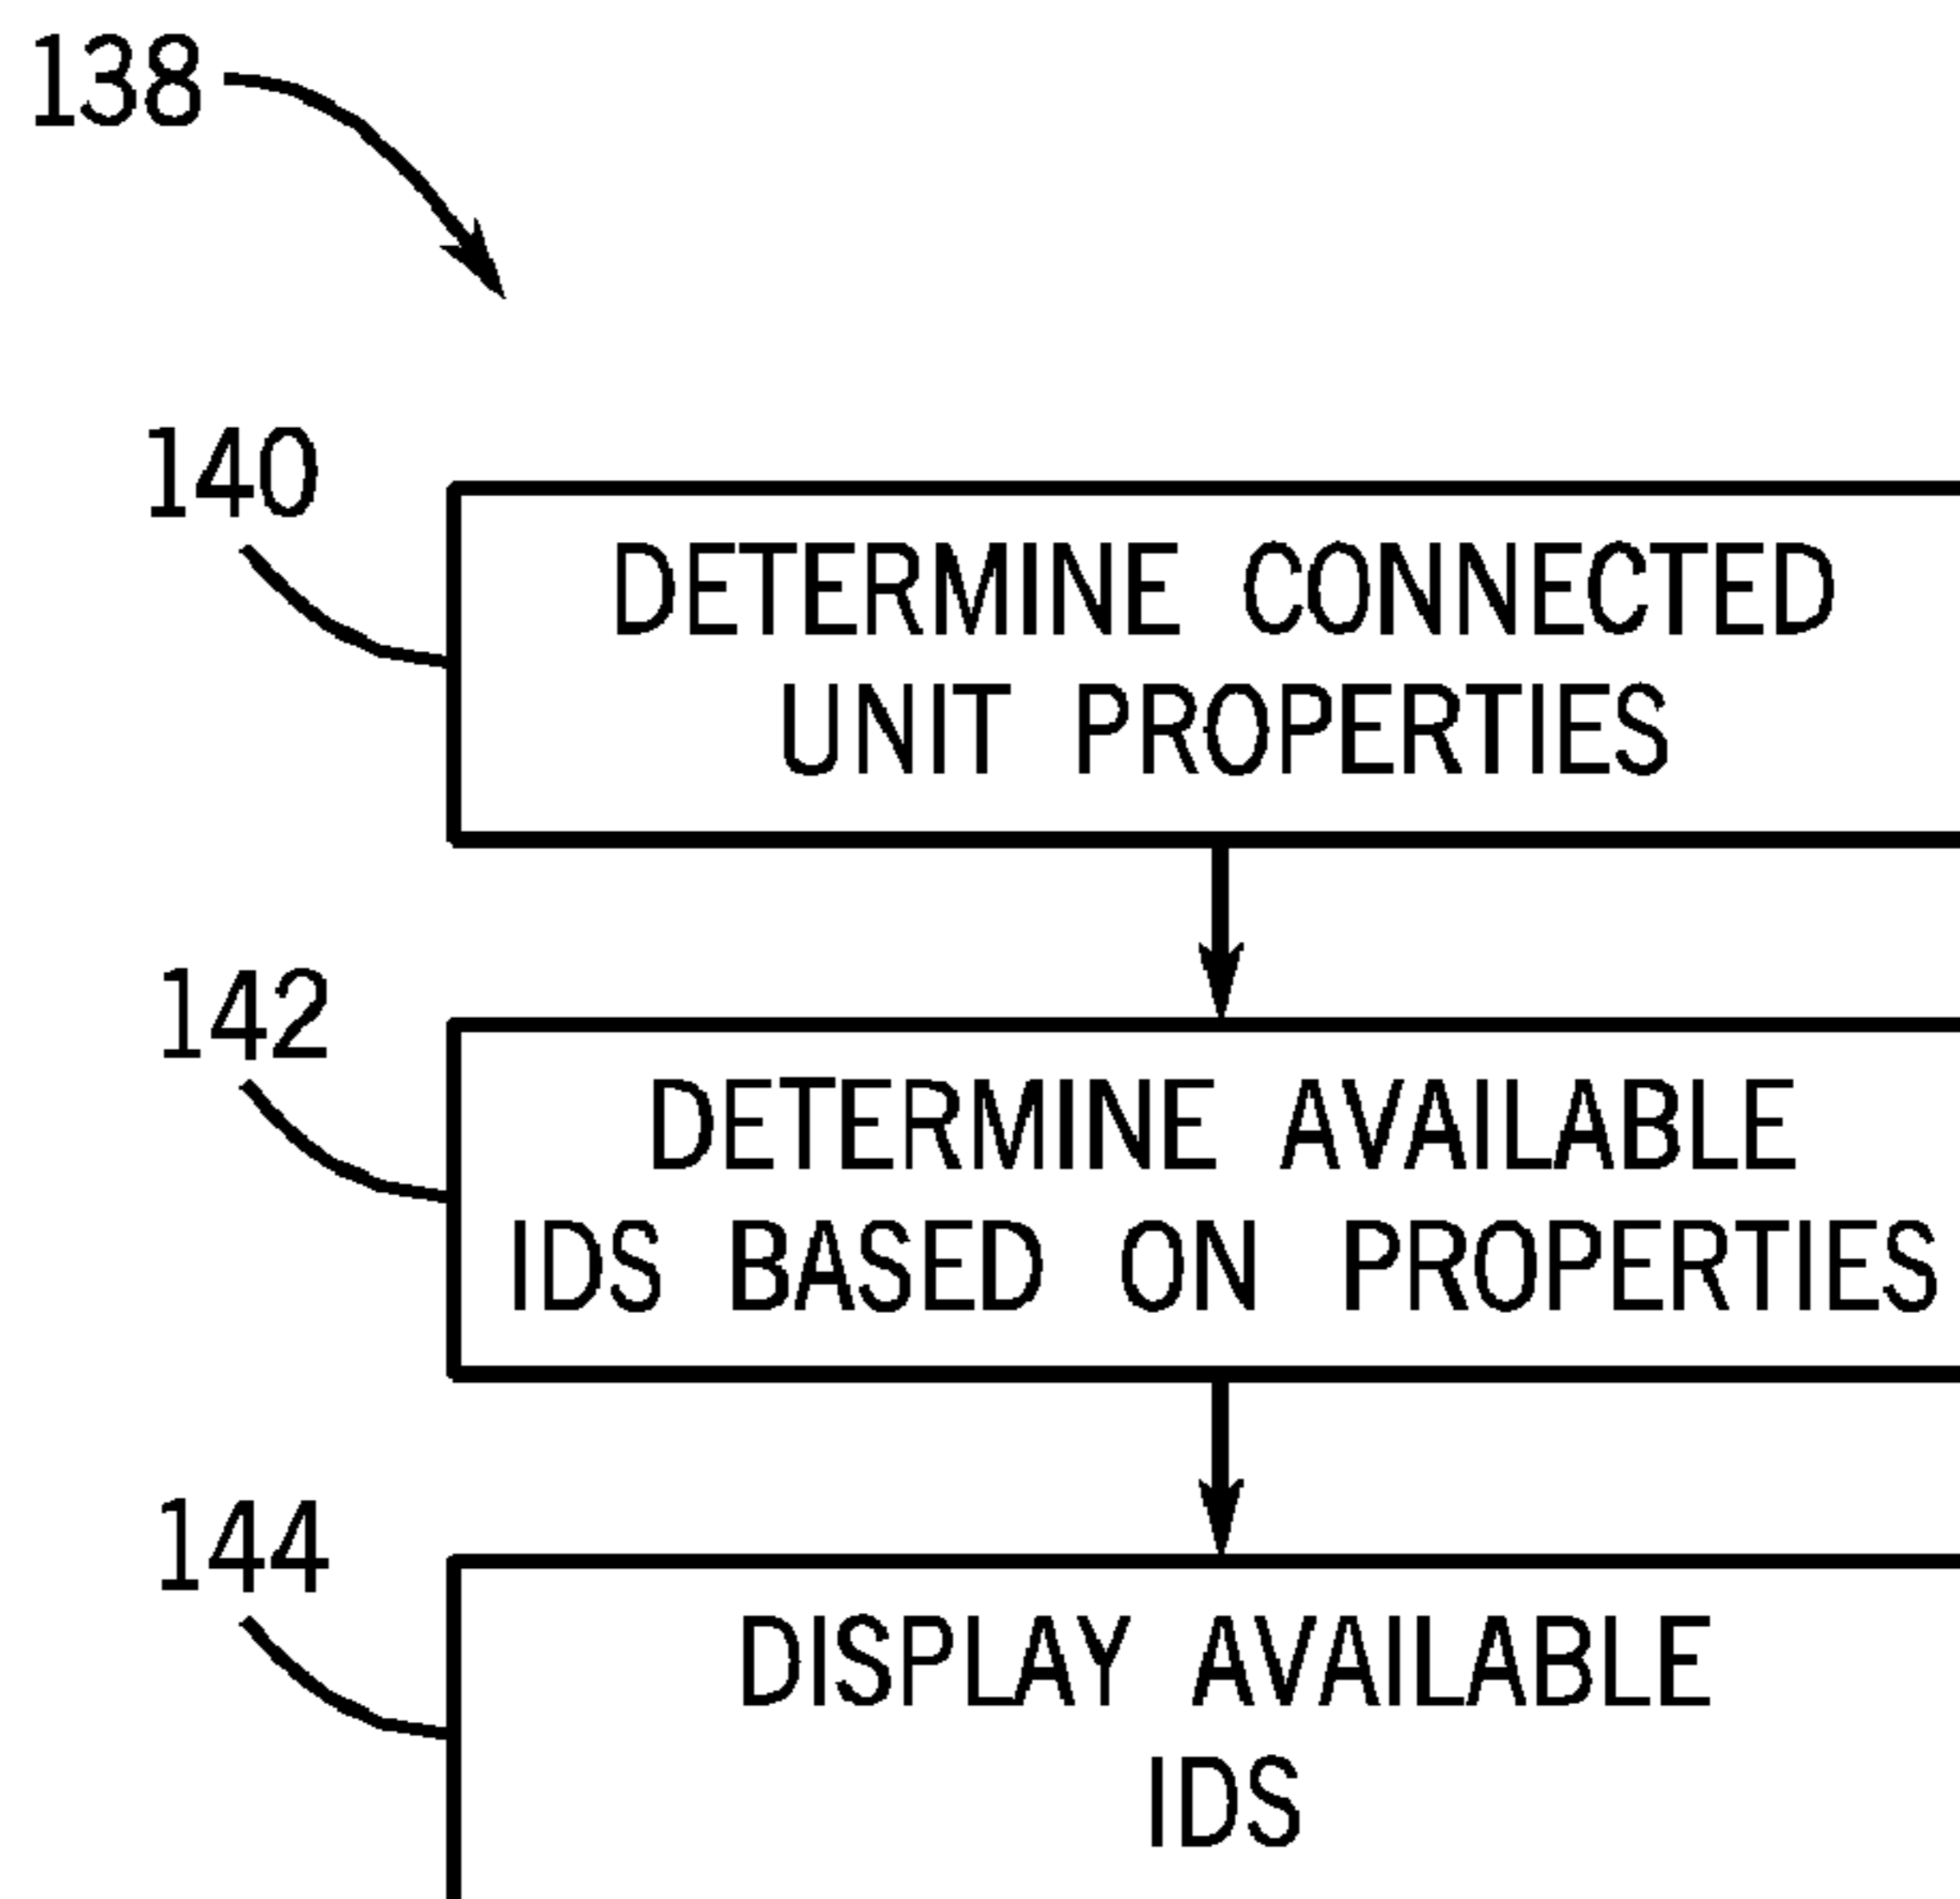 138
140
DETERMINE CONNECTED
UNIT PROPERTIES
142
DETERMINE AVAILABLE
IDS BASED ON PROPERTIES
144
DISPLAY AVAILABLE
IDS